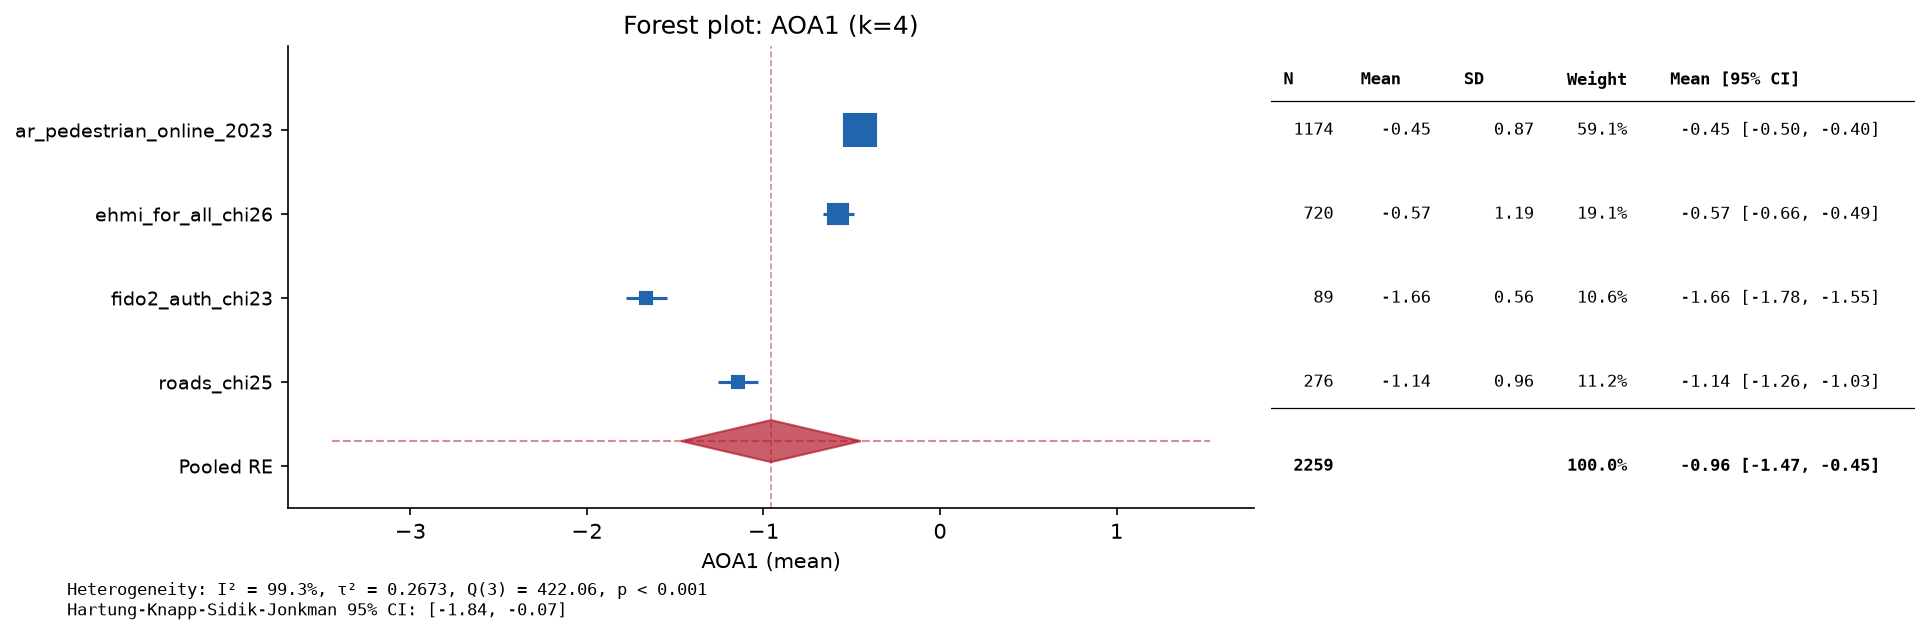 Forest plot: AOA1 (k=4)
N Mean SD Weight Mean [95% CI]
ar_pedestrian_online_2023 1174 -0.45 0.87 59.1% -0.45 [-0.50, -0.40]
ehmi_for_all_chi26 720 -0.57 1.19 19.1% -0.57 [-0.66, -0.49]
fido2_auth_chi23 89 -1.66 0.56 10.6% -1.66 [-1.78, -1.55]
roads_chi25 276 -1.14 0.96 11.2% -1.14 [-1.26, -1.03]
Pooled RE 2259 100.0% -0.96 [-1.47, -0.45]
−3 −2 −1 0 1
AOA1 (mean)
Heterogeneity: I² = 99.3%, τ² = 0.2673, Q(3) = 422.06, p < 0.001
Hartung-Knapp-Sidik-Jonkman 95% CI: [-1.84, -0.07]